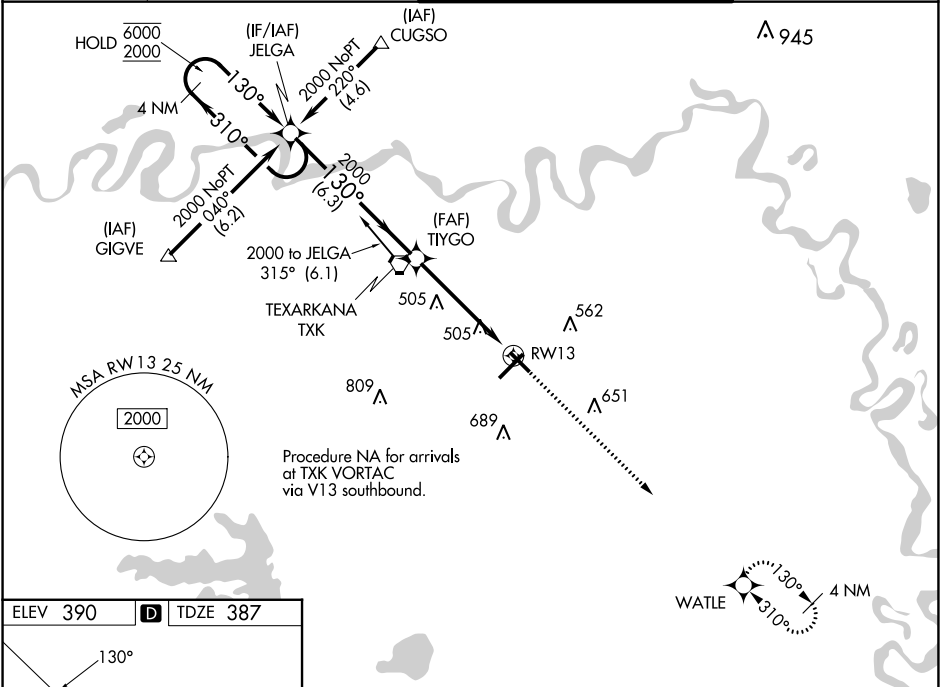 HOLD 6000
2000
(IF/IAF)
JELGA
(IAF)
CUGSO
945
130°
2000 NoPT
220°
(4.6)
4 NM
310°
2000 NoPT
040°
(6.2)
(IAF)
GIGVE
2000
130°
(6.3)
(FAF)
TIYGO
2000 to JELGA
315° (6.1)
TEXARKANA
TXK
505
505
562
RW13
MSA RW13 25 NM
2000
809
651
689
Procedure NA for arrivals
at TXK VORTAC
via V13 southbound.
WATLE
130°
310°
4 NM
ELEV 390
D
TDZE 387
130°